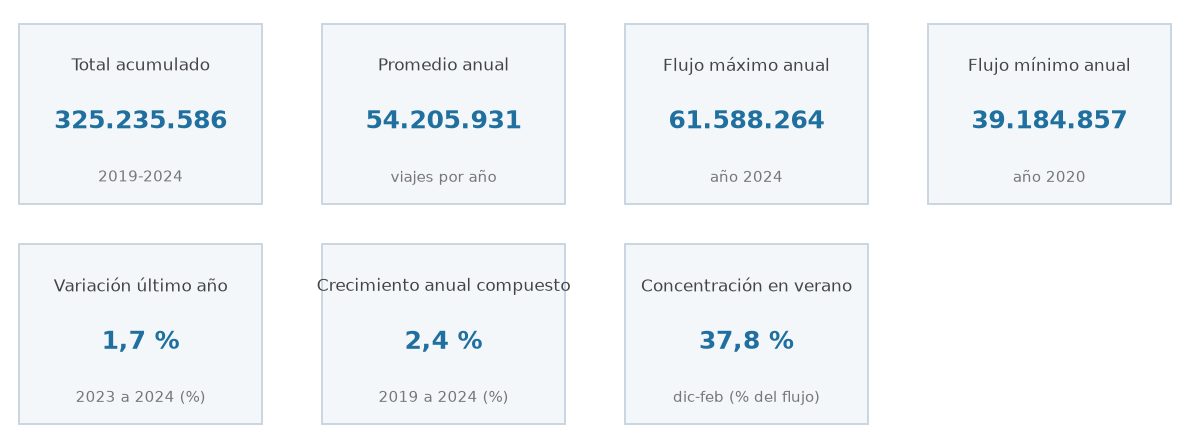 Total acumulado
325.235.586
2019-2024
Promedio anual
54.205.931
viajes por año
Flujo máximo anual
61.588.264
año 2024
Flujo mínimo anual
39.184.857
año 2020
Variación último año
1,7 %
2023 a 2024 (%)
Crecimiento anual compuesto
2,4 %
2019 a 2024 (%)
Concentración en verano
37,8 %
dic-feb (% del flujo)